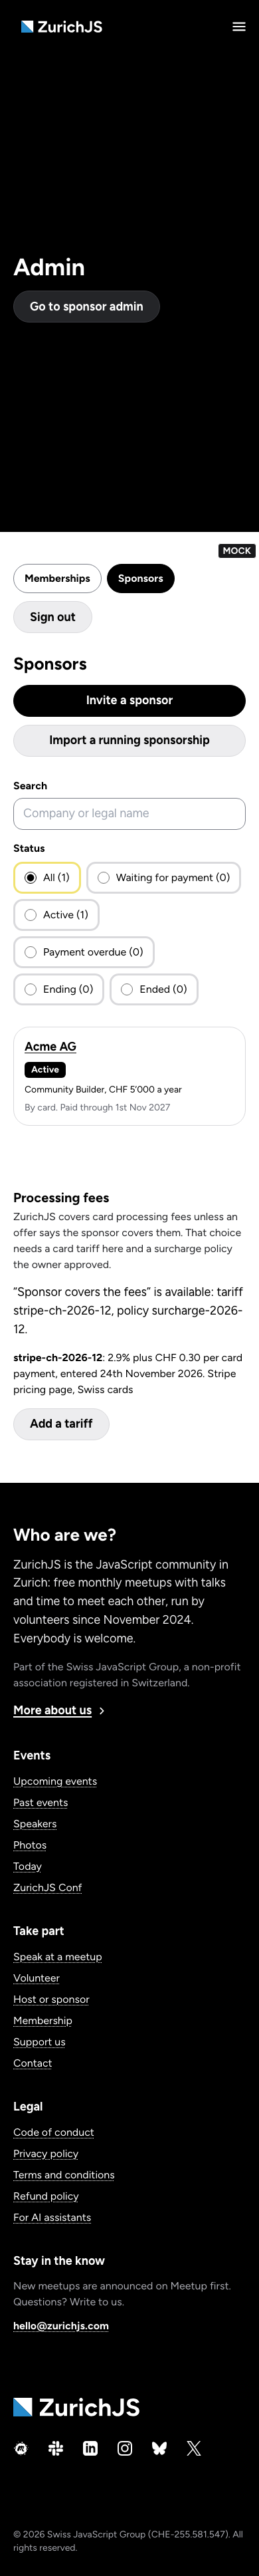 ZurichJS
Admin
Go to sponsor admin
MOCK
Memberships
Sponsors
Sign out
Sponsors
Invite a sponsor
Import a running sponsorship
Search
Company or legal name
Status
All (1)
Waiting for payment (0)
Active (1)
Payment overdue (0)
Ending (0)
Ended (0)
Acme AG
Active
Community Builder, CHF 5’000 a year
By card. Paid through 1st Nov 2027
Processing fees
ZurichJS covers card processing fees unless an
offer says the sponsor covers them. That choice
needs a card tariff here and a surcharge policy
the owner approved.
“Sponsor covers the fees” is available: tariff
stripe-ch-2026-12, policy surcharge-2026-
12.
stripe-ch-2026-12: 2.9% plus CHF 0.30 per card
payment, entered 24th November 2026. Stripe
pricing page, Swiss cards
Add a tariff
Who are we?
ZurichJS is the JavaScript community in
Zurich: free monthly meetups with talks
and time to meet each other, run by
volunteers since November 2024.
Everybody is welcome.
Part of the Swiss JavaScript Group, a non-profit
association registered in Switzerland.
More about us
Events
Upcoming events
Past events
Speakers
Photos
Today
ZurichJS Conf
Take part
Speak at a meetup
Volunteer
Host or sponsor
Membership
Support us
Contact
Legal
Code of conduct
Privacy policy
Terms and conditions
Refund policy
For AI assistants
Stay in the know
New meetups are announced on Meetup first.
Questions? Write to us.
hello@zurichjs.com
ZurichJS
© 2026 Swiss JavaScript Group (CHE-255.581.547). All
rights reserved.